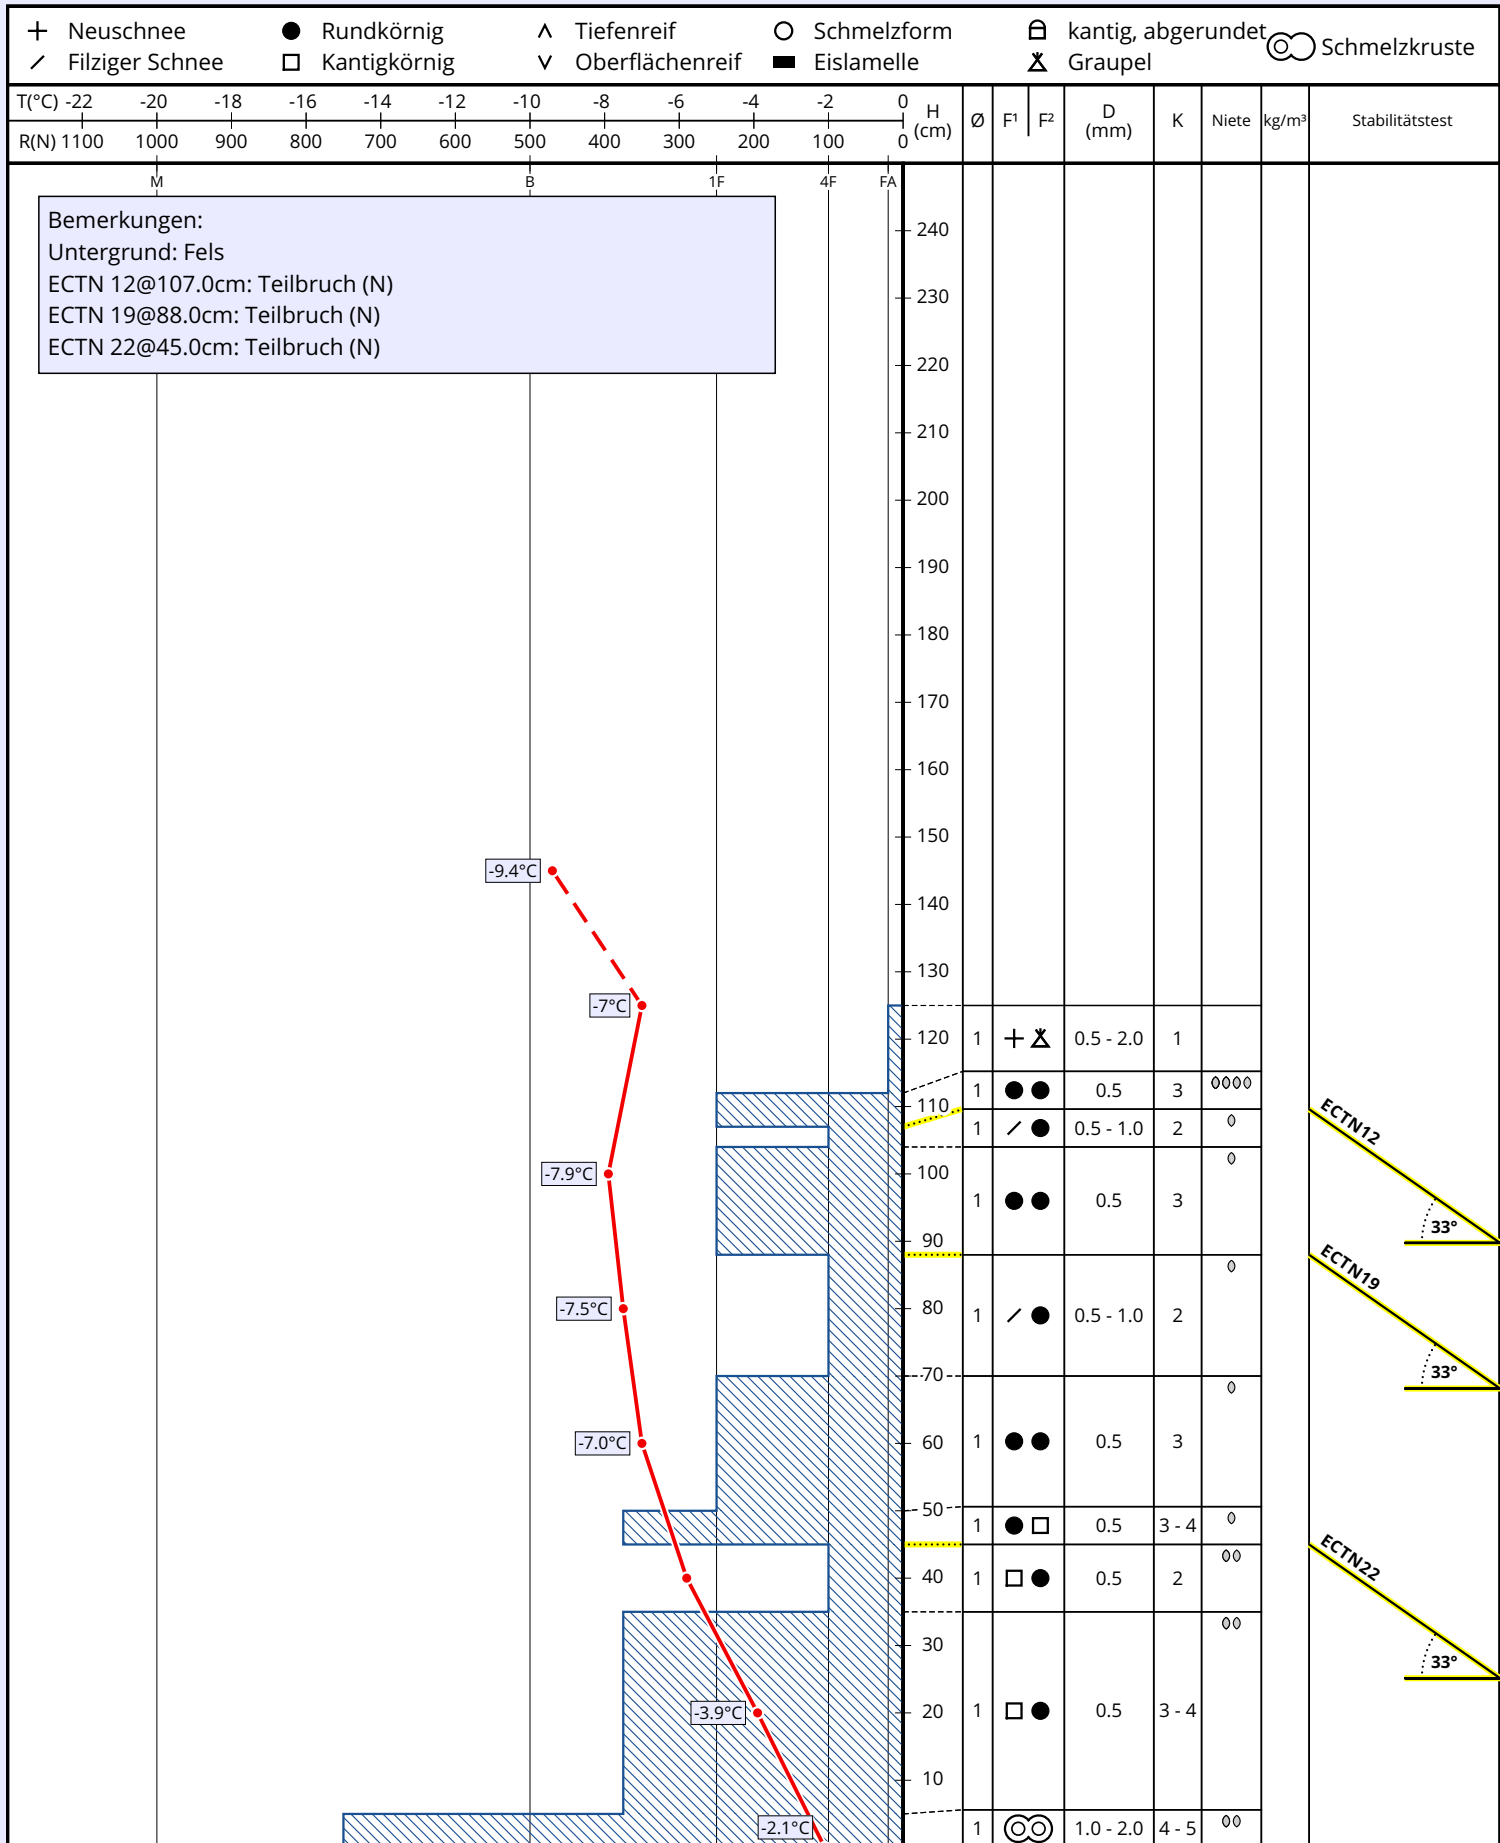 Neuschnee Rundkörnig Tiefenreif Schmelzform kantig, abgerundet Schmelzkruste
Filziger Schnee Kantigkörnig Oberflächenreif Eislamelle Graupel
T(°C) -22 -20 -18 -16 -14 -12 -10 -8 -6 -4 -2 0
R(N) 1100 1000 900 800 700 600 500 400 300 200 100 0
H (cm) Ø F¹ F² D (mm) K Niete kg/m³ Stabilitätstest
M B 1F 4F FA
Bemerkungen:
Untergrund: Fels
ECTN 12@107.0cm: Teilbruch (N)
ECTN 19@88.0cm: Teilbruch (N)
ECTN 22@45.0cm: Teilbruch (N)
240
230
220
210
200
190
180
170
160
150
-9.4°C
140
130
-7°C
120 1 0.5 - 2.0 1
1 0.5 3
110
ECTN12
1 0.5 - 1.0 2
-7.9°C 100
1 0.5 3
33°
90
ECTN19
-7.5°C 80
1 0.5 - 1.0 2
33°
70
-7.0°C 60 1 0.5 3
50
1 0.5 3 - 4
ECTN22
40 1 0.5 2
30
33°
-3.9°C 20 1 0.5 3 - 4
10
-2.1°C 1 1.0 - 2.0 4 - 5